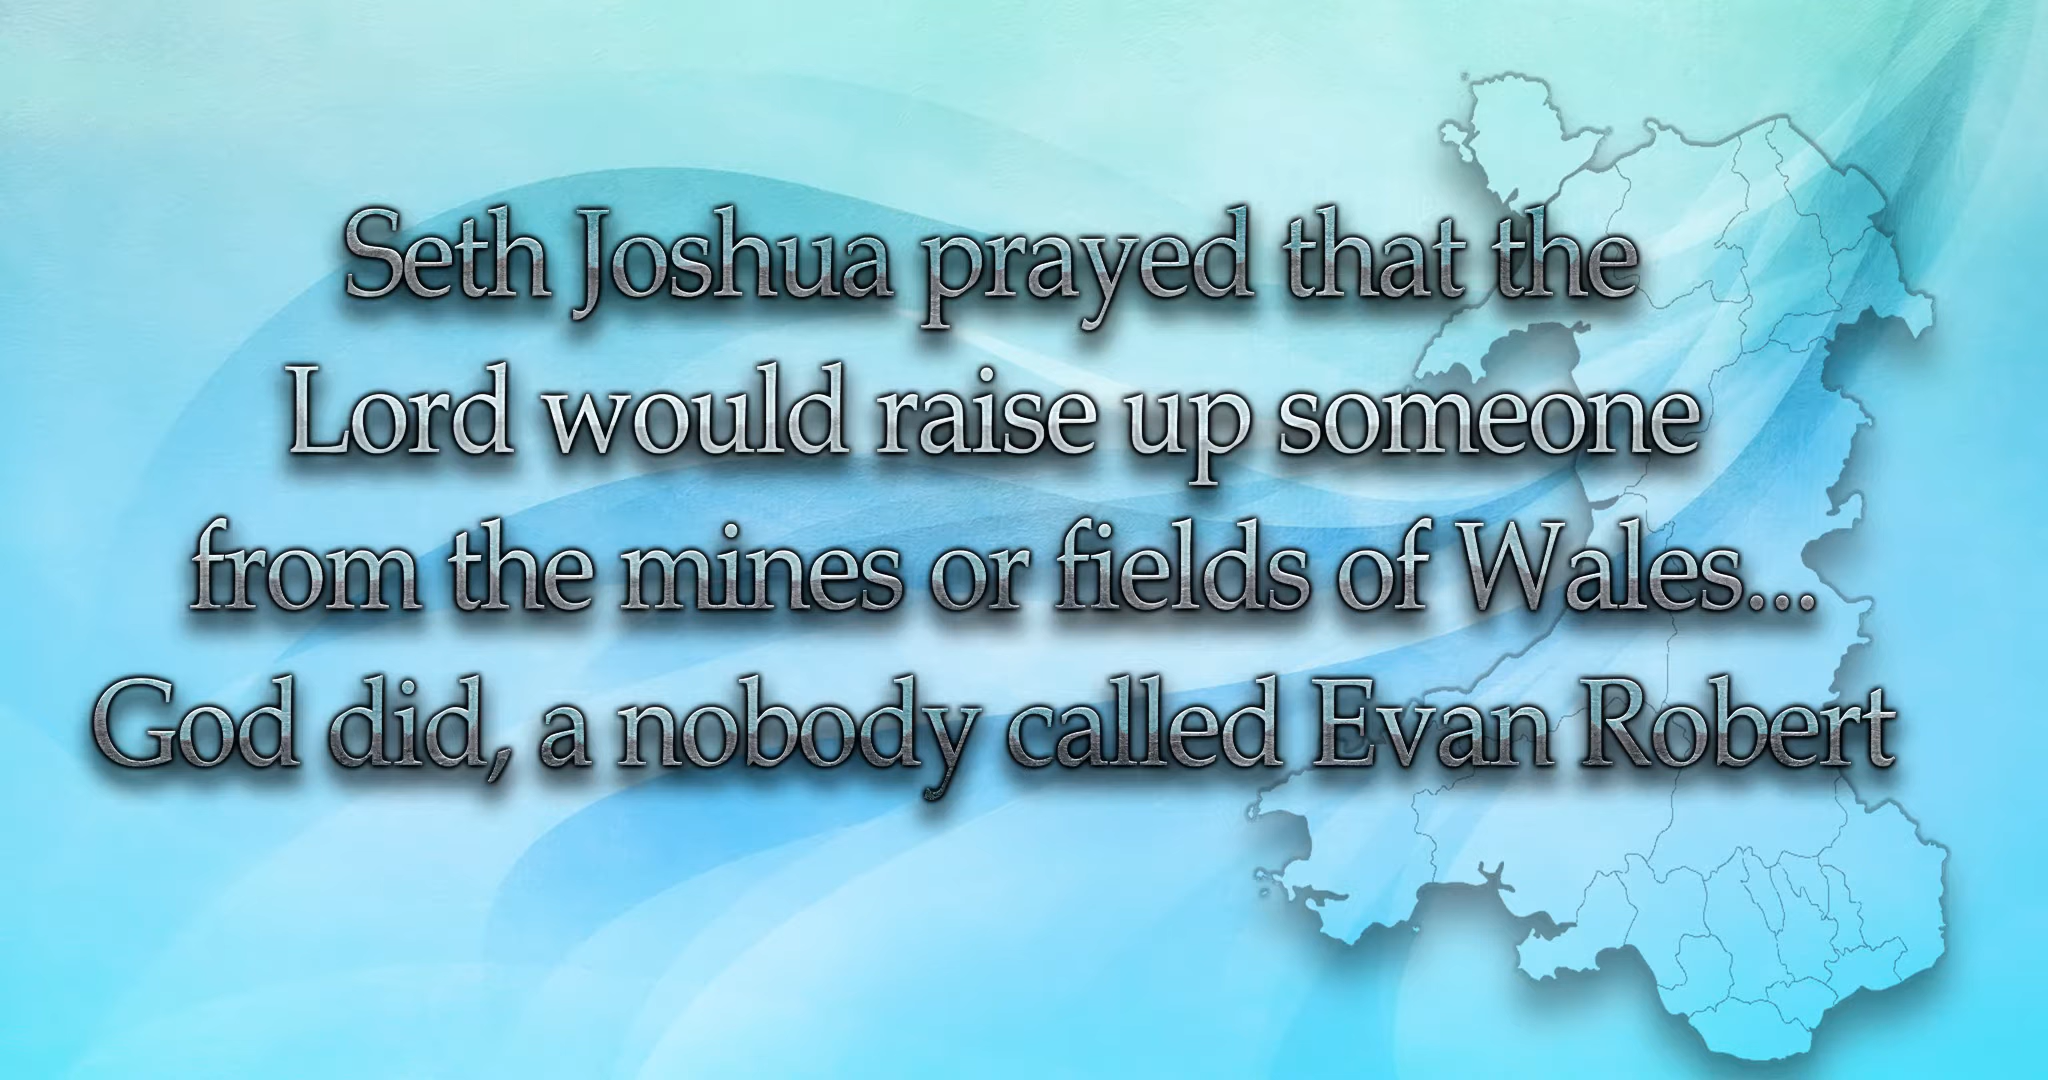 Seth Joshua prayed that the
Lord would raise up someone
from the mines or fields of Wales...
God did, a nobody called Evan Robert